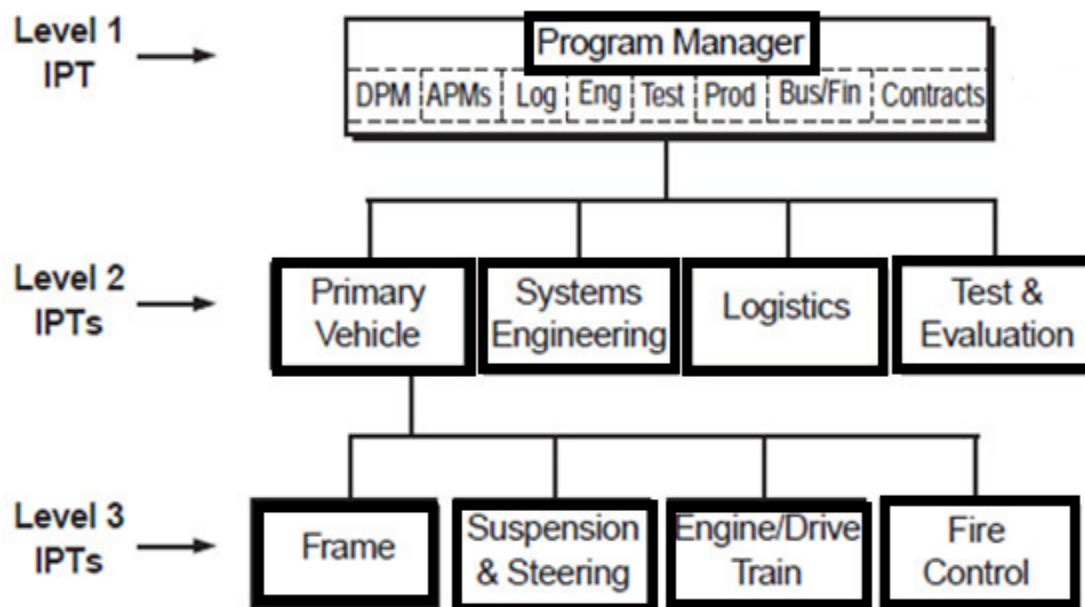 Level 1
IPT
Program Manager
DPM APMs Log Eng Test Prod Bus/Fin Contracts
Level 2
IPTs
Primary
Vehicle
Systems
Engineering
Logistics
Test &
Evaluation
Level 3
IPTs
Frame
Suspension
& Steering
Engine/Drive
Train
Fire
Control